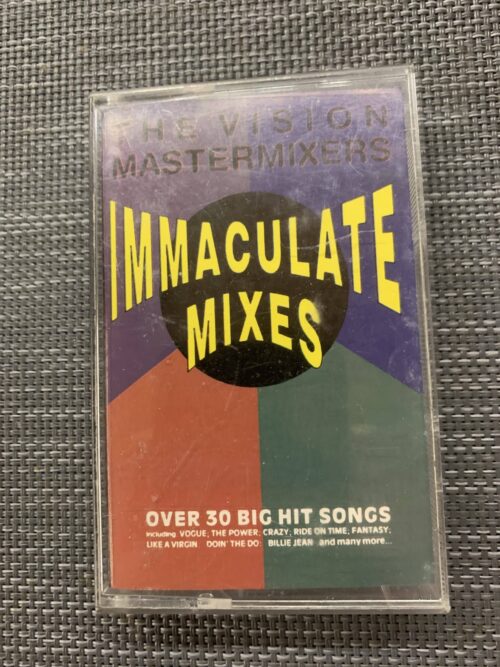 THE VISION
MASTERMIXERS
IMMACULATE
MIXES
OVER 30 BIG HIT SONGS
including VOGUE; THE POWER; CRAZY; RIDE ON TIME; FANTASY;
LIKE A VIRGIN DOIN' THE DO; BILLIE JEAN and many more...